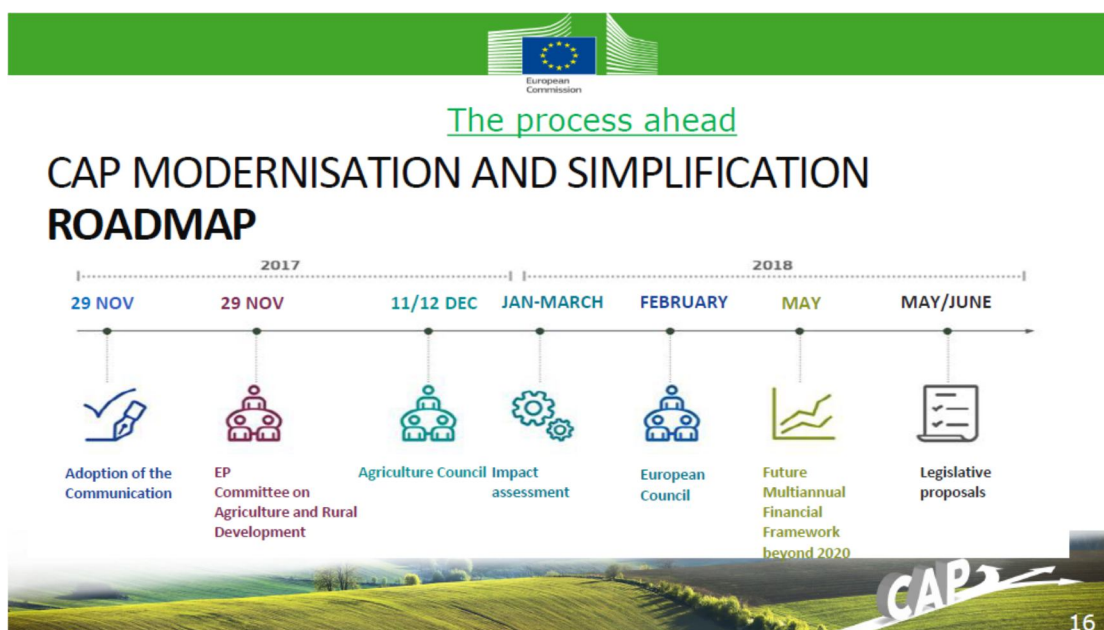 European
Commission
The process ahead
CAP MODERNISATION AND SIMPLIFICATION
ROADMAP
2017
2018
29 NOV
29 NOV
11/12 DEC
JAN-MARCH
FEBRUARY
MAY
MAY/JUNE
Adoption of the
Communication
EP
Committee on
Agriculture and Rural
Development
Agriculture Council
Impact
assessment
European
Council
Future
Multiannual
Financial
Framework
beyond 2020
Legislative
proposals
CAP
16